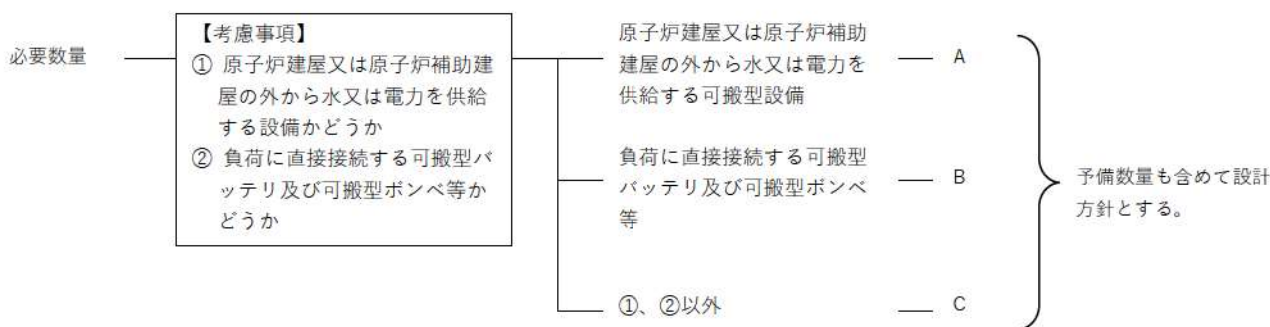 必要数量
【考慮事項】
① 原子炉建屋又は原子炉補助建
屋の外から水又は電力を供給
する設備かどうか
② 負荷に直接接続する可搬型バ
ッテリ及び可搬型ボンベ等か
どうか
原子炉建屋又は原子炉補助
建屋の外から水又は電力を
供給する可搬型設備
A
負荷に直接接続する可搬型
バッテリ及び可搬型ボンベ
等
B
①、②以外
C
予備数量も含めて設計
方針とする。